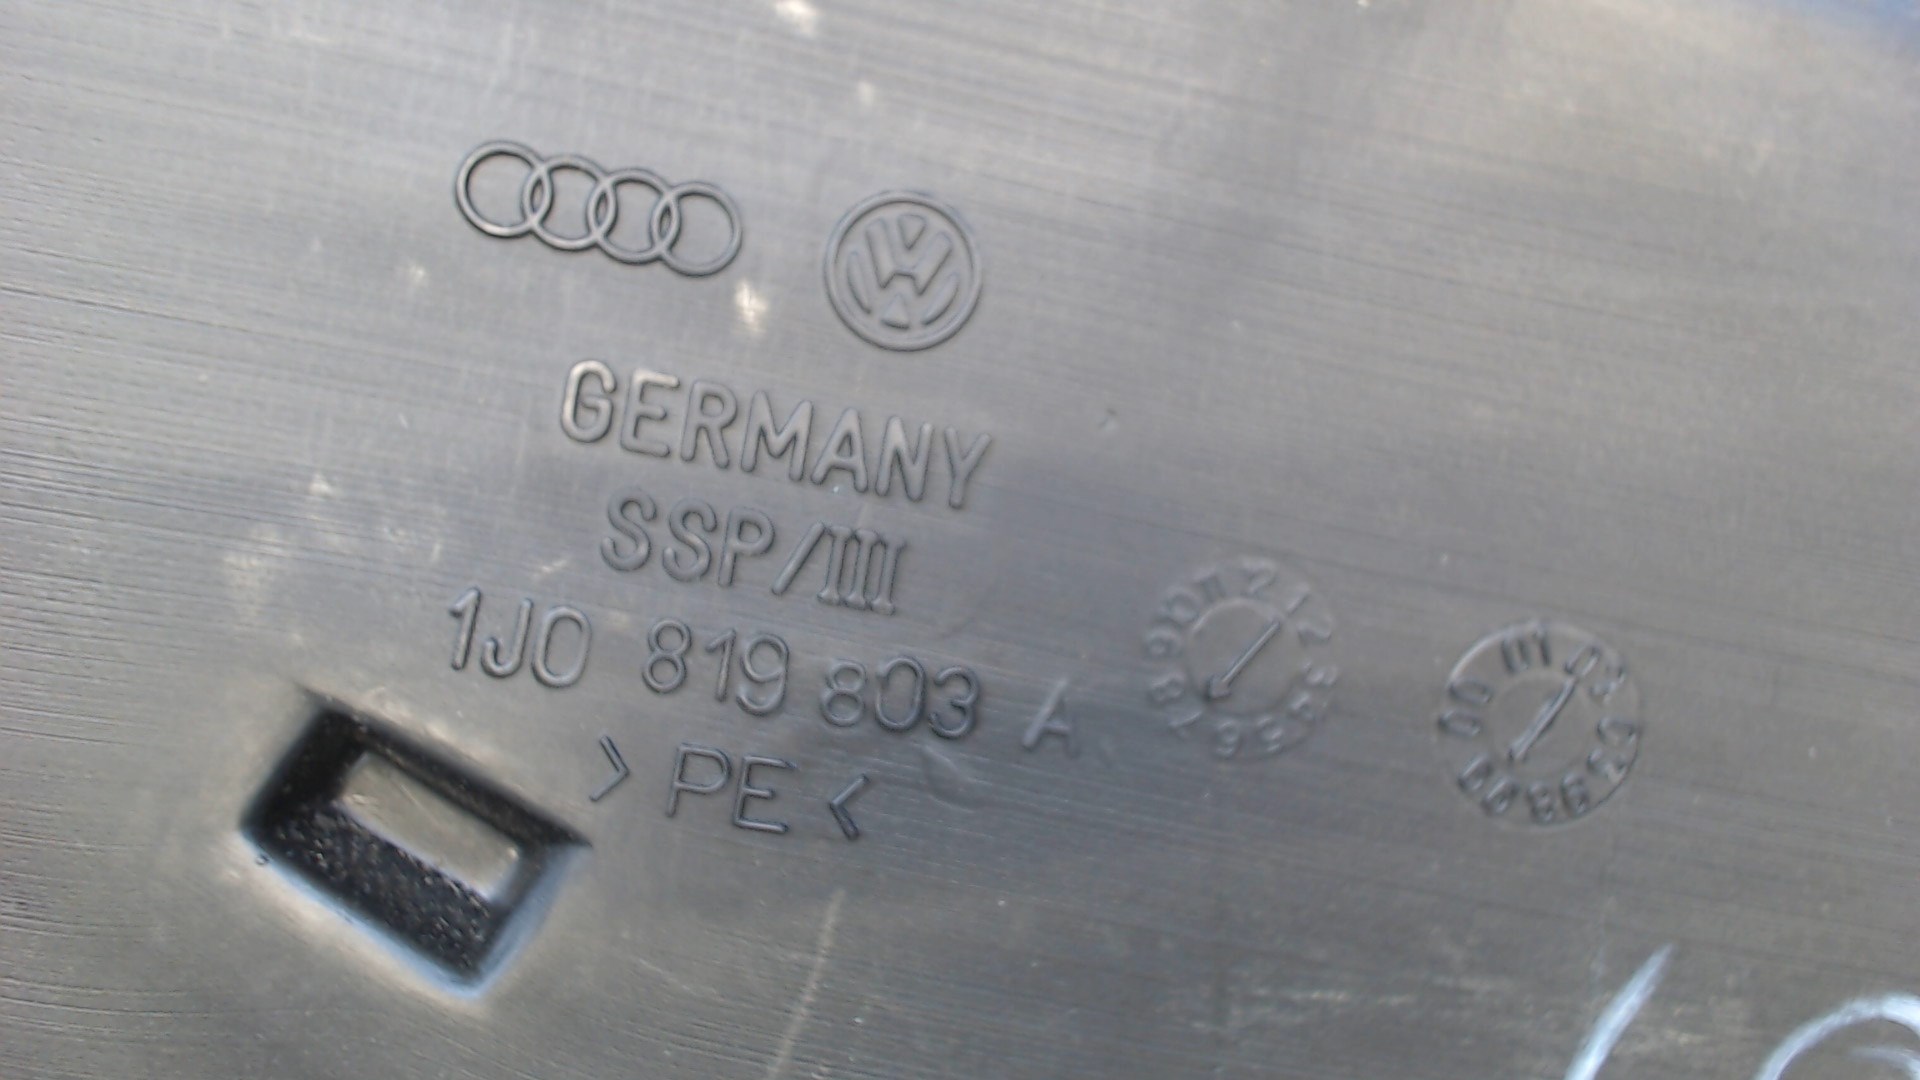 GERMANY
SSP/III
1J0 819 803 A
>PE<